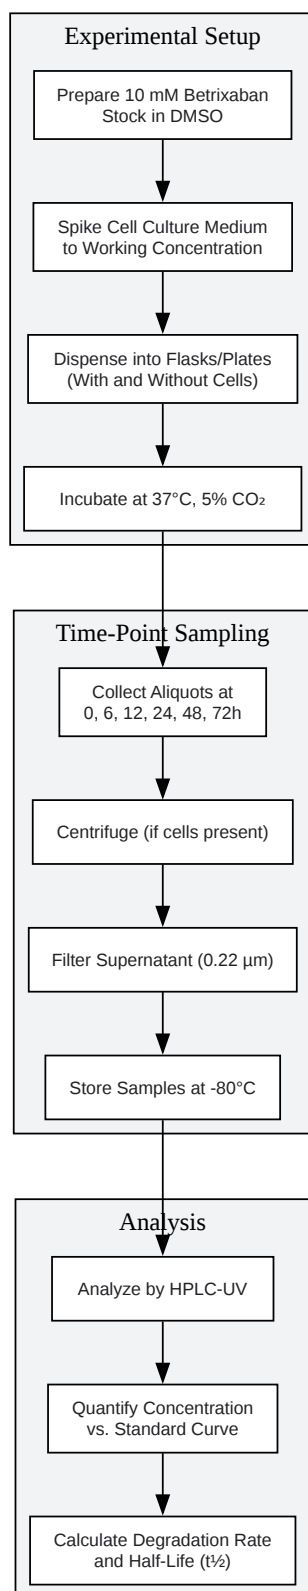 Experimental Setup
Prepare 10 mM Betrixaban
Stock in DMSO
Spike Cell Culture Medium
to Working Concentration
Dispense into Flasks/Plates
(With and Without Cells)
Incubate at 37°C, 5% CO₂
Time-Point Sampling
Collect Aliquots at
0, 6, 12, 24, 48, 72h
Centrifuge (if cells present)
Filter Supernatant (0.22 µm)
Store Samples at -80°C
Analysis
Analyze by HPLC-UV
Quantify Concentration
vs. Standard Curve
Calculate Degradation Rate
and Half-Life (t½)